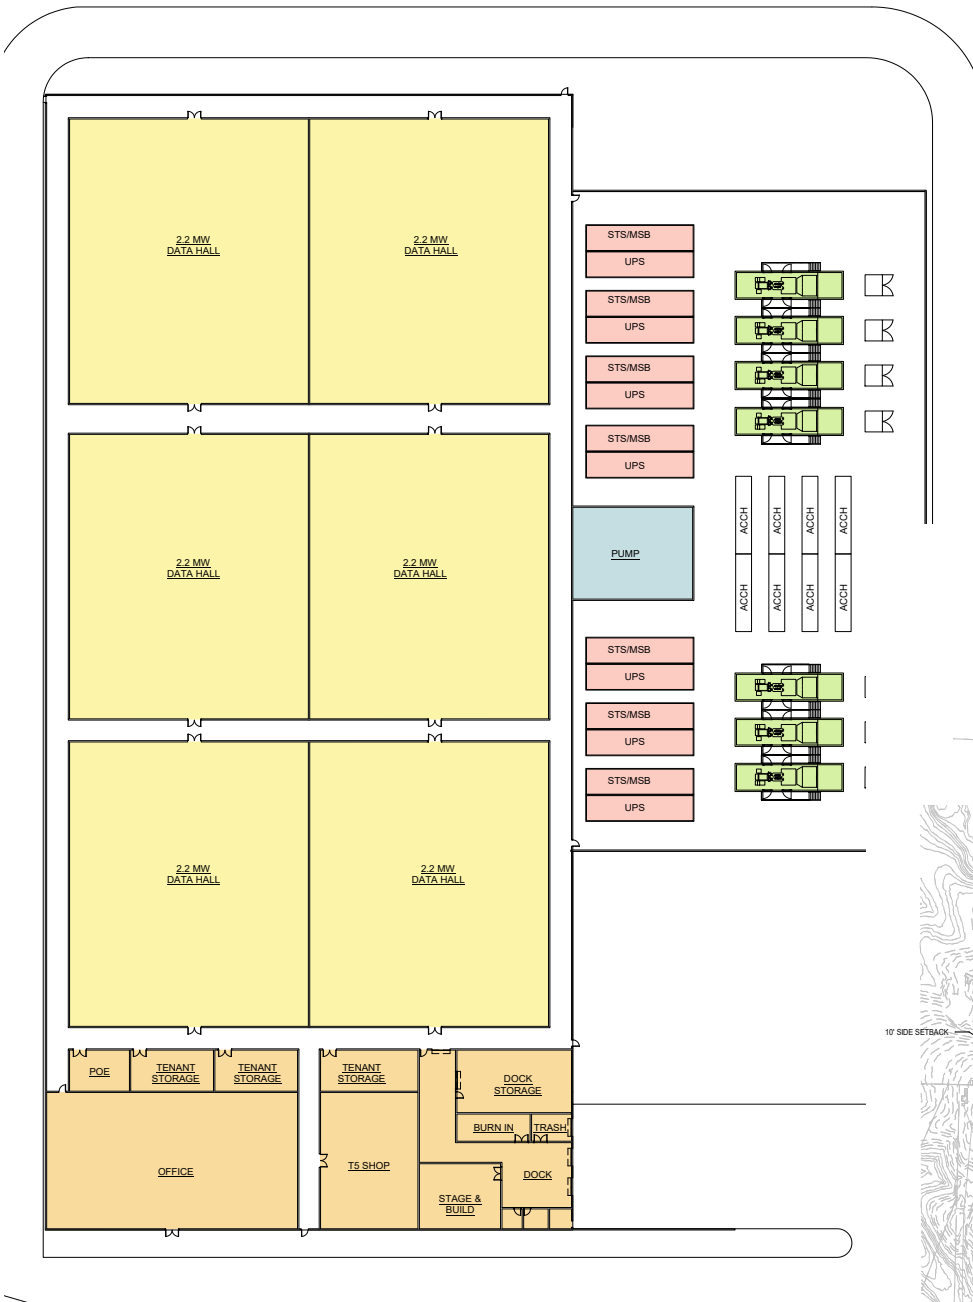 2.2 MW
DATA HALL
2.2 MW
DATA HALL
STS/MSB
UPS
STS/MSB
UPS
STS/MSB
UPS
STS/MSB
UPS
ACCH
ACCH
ACCH
ACCH
2.2 MW
DATA HALL
2.2 MW
DATA HALL
PUMP
ACCH
ACCH
ACCH
ACCH
STS/MSB
UPS
STS/MSB
UPS
STS/MSB
UPS
2.2 MW
DATA HALL
2.2 MW
DATA HALL
10' SIDE SETBACK
POE
TENANT
STORAGE
TENANT
STORAGE
TENANT
STORAGE
DOCK
STORAGE
BURN IN
TRASH
OFFICE
T5 SHOP
DOCK
STAGE &
BUILD